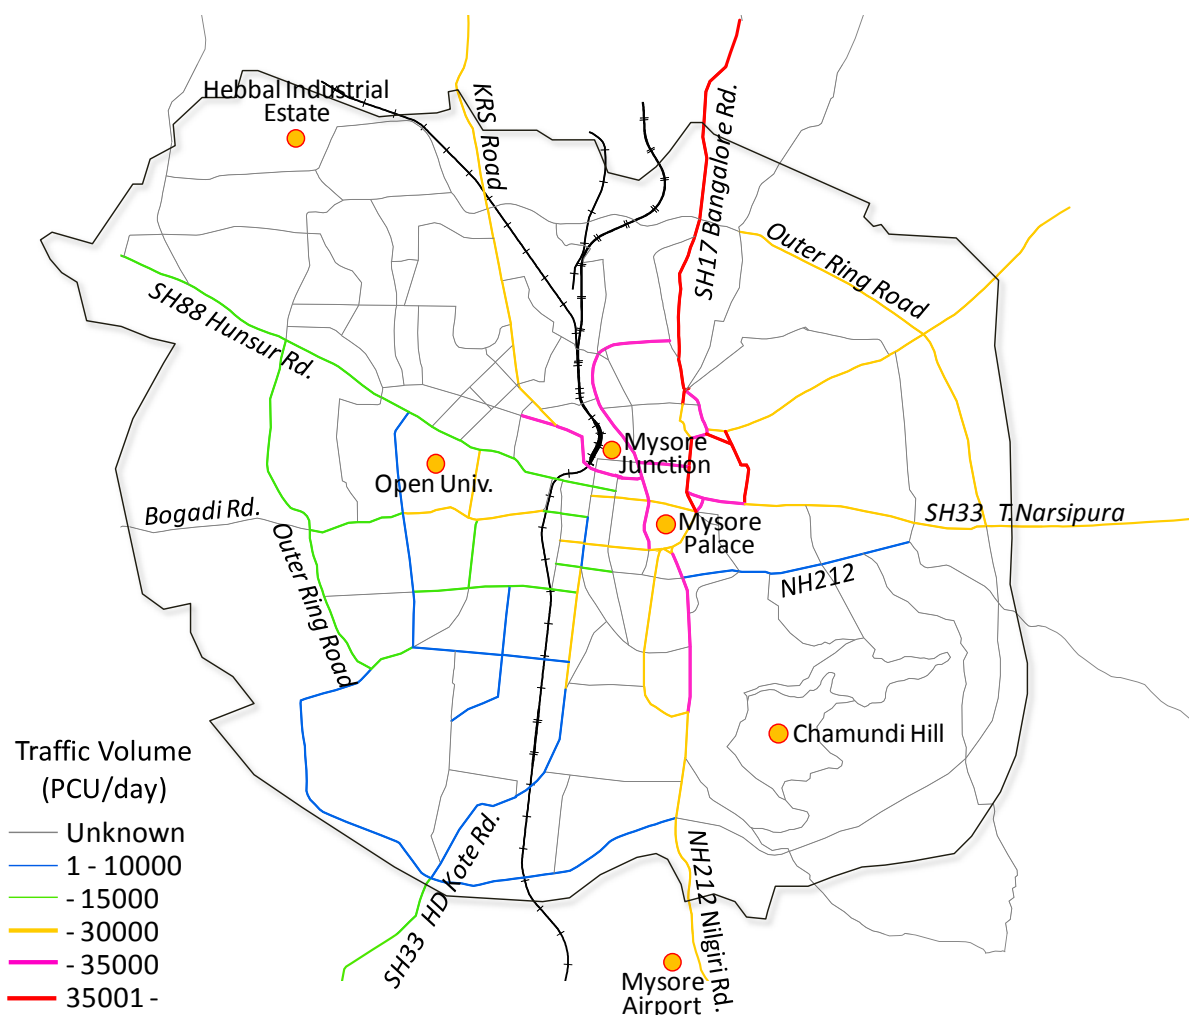 Hebbal Industrial
Estate
KRS Road
SH17 Bangalore Rd.
Outer Ring Road
SH88 Hunsur Rd.
Mysore
Junction
Open Univ.
Bogadi Rd.
Mysore
Palace
SH33 T.Narsipura
Outer Ring Road
NH212
Chamundi Hill
Traffic Volume
(PCU/day)
Unknown
1 - 10000
- 15000
- 30000
- 35000
35001 -
SH33 HD Kote Rd.
NH212 Nilgiri Rd.
Mysore
Airport